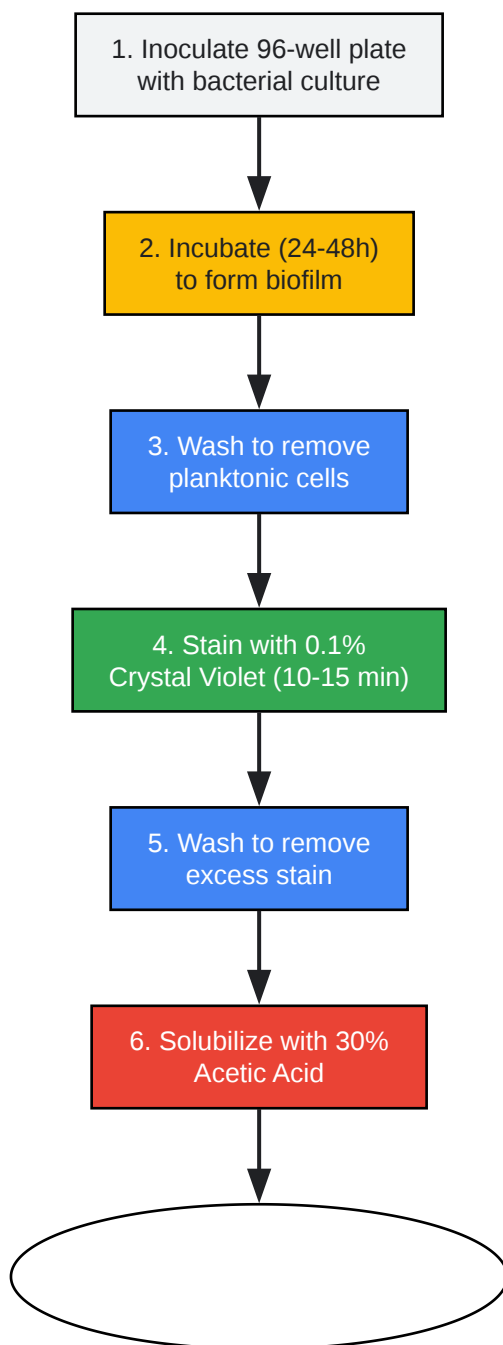 1. Inoculate 96-well plate
with bacterial culture
2. Incubate (24-48h)
to form biofilm
3. Wash to remove
planktonic cells
4. Stain with 0.1%
Crystal Violet (10-15 min)
5. Wash to remove
excess stain
6. Solubilize with 30%
Acetic Acid